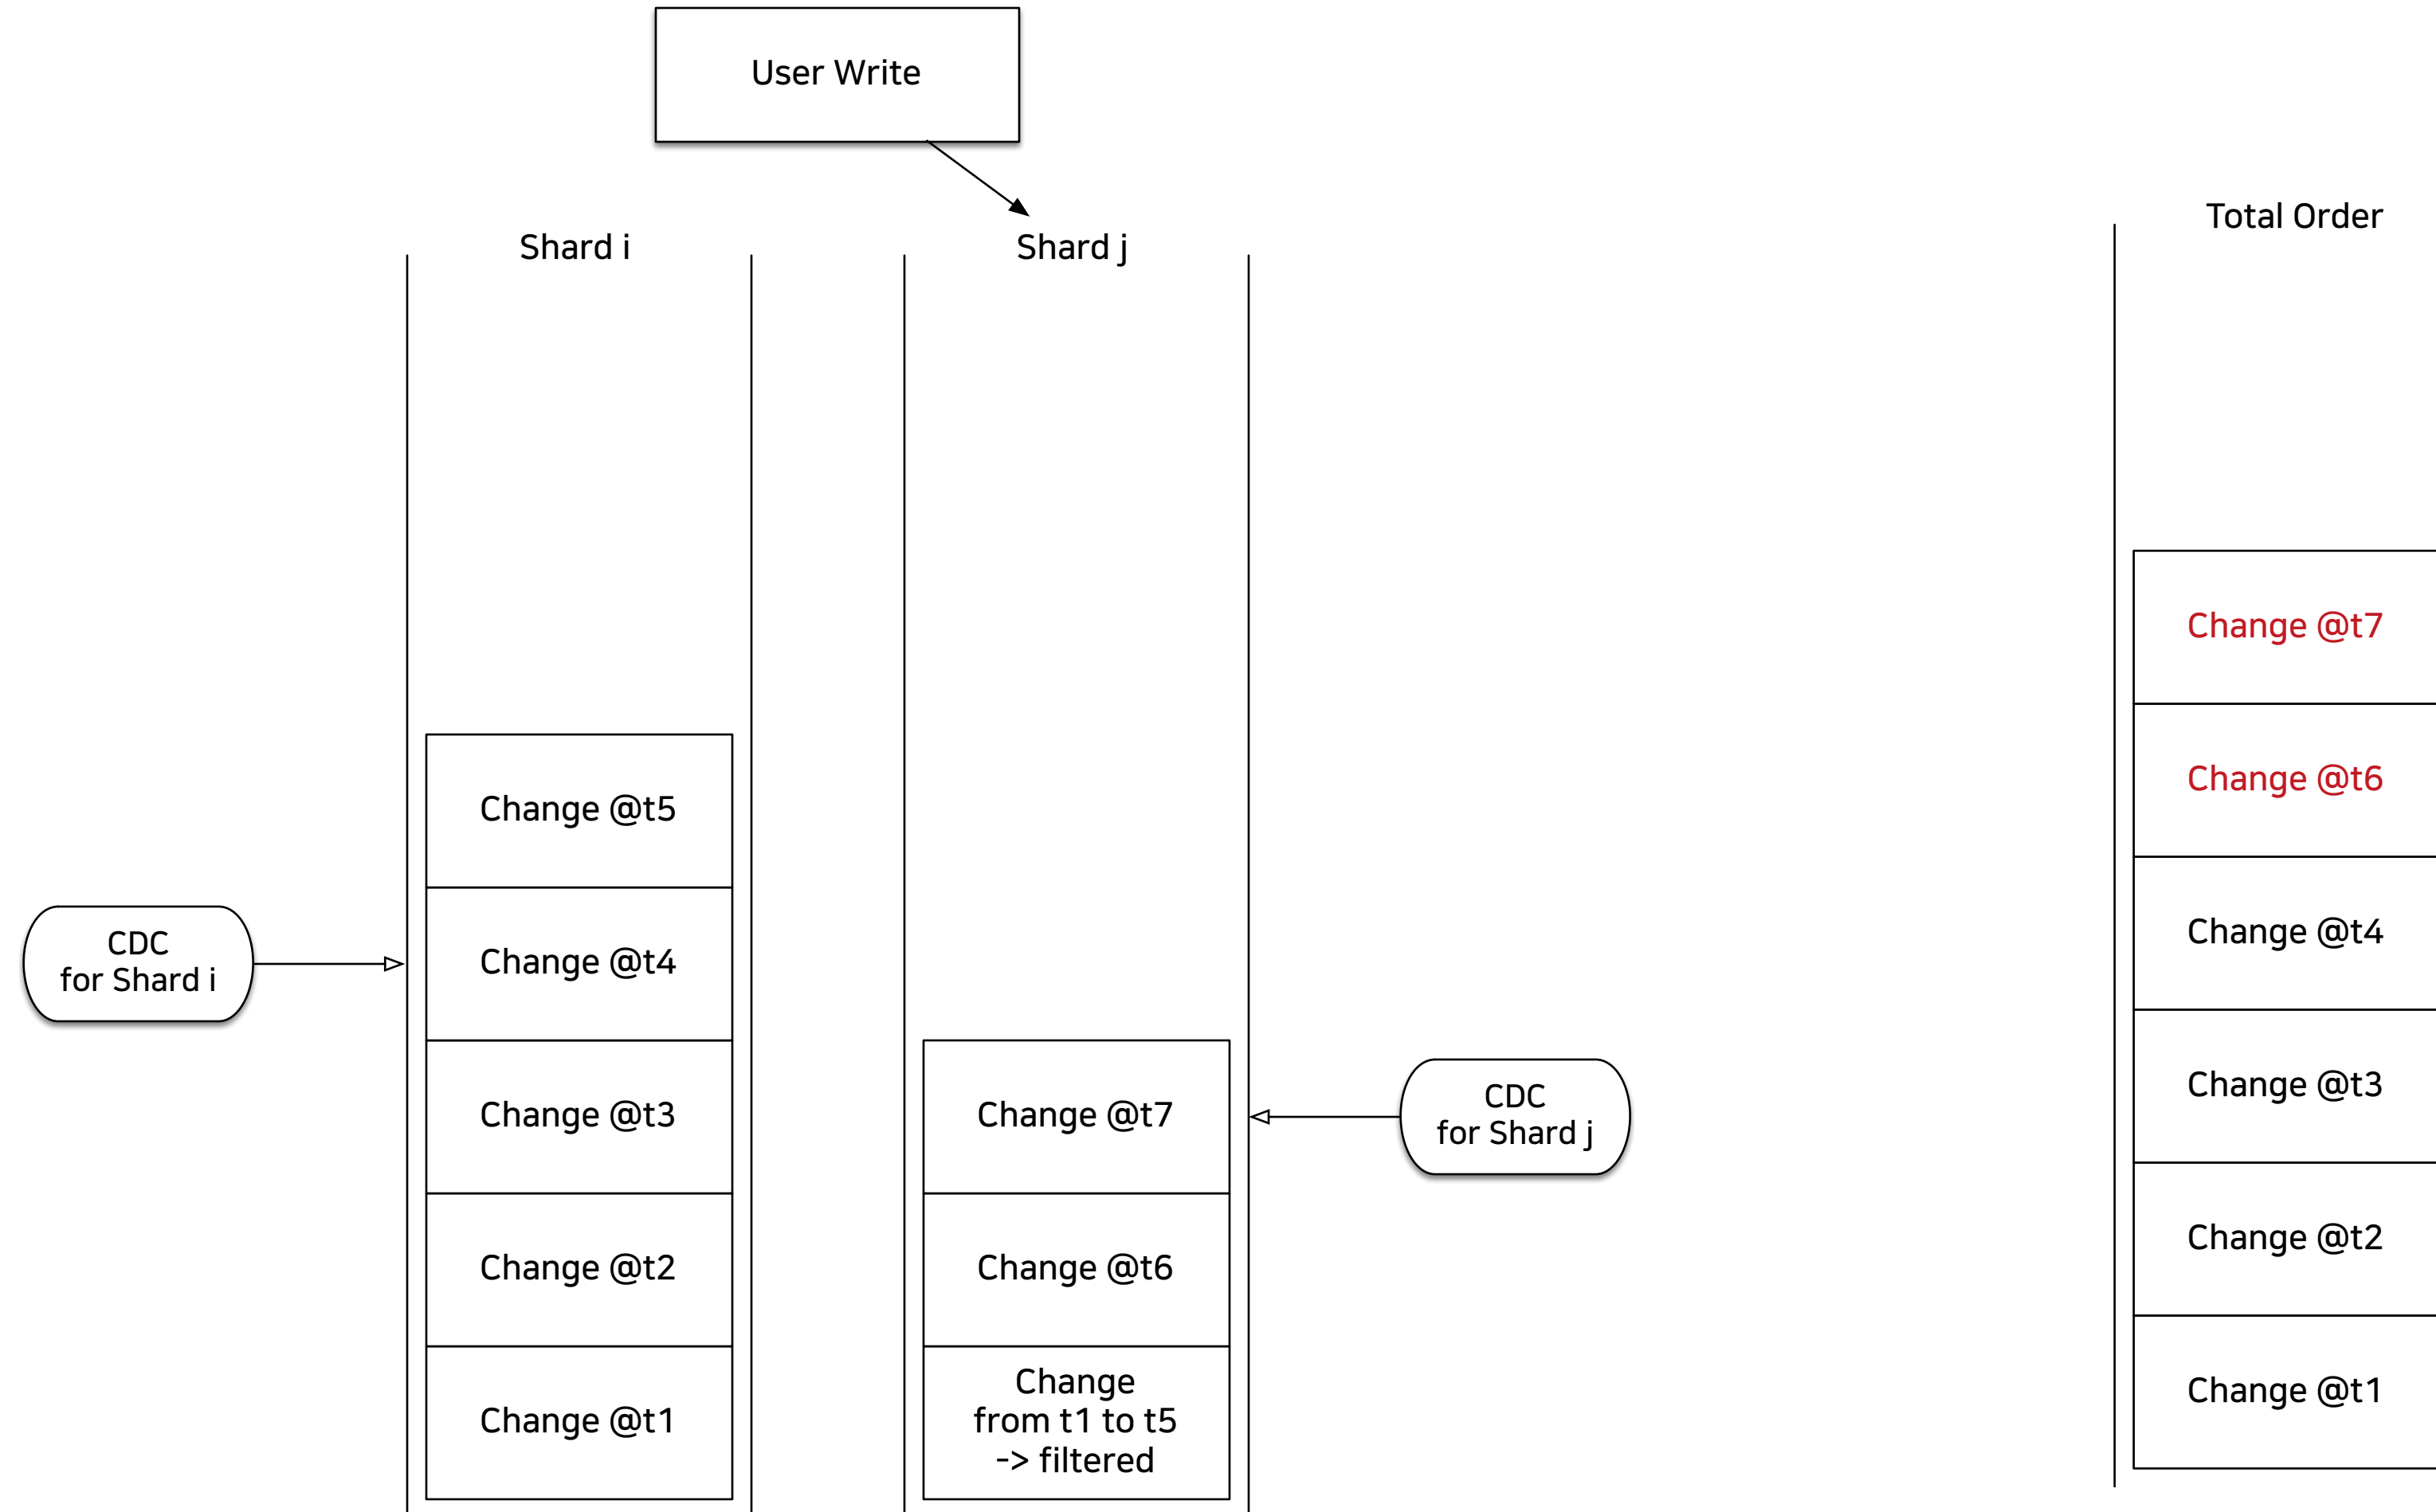 User Write
Shard i
Shard j
Total Order
Change @t5
Change @t4
Change @t3
Change @t2
Change @t1
CDC
for Shard i
Change @t7
Change @t6
Change
from t1 to t5
-> filtered
CDC
for Shard j
Change @t7
Change @t6
Change @t4
Change @t3
Change @t2
Change @t1